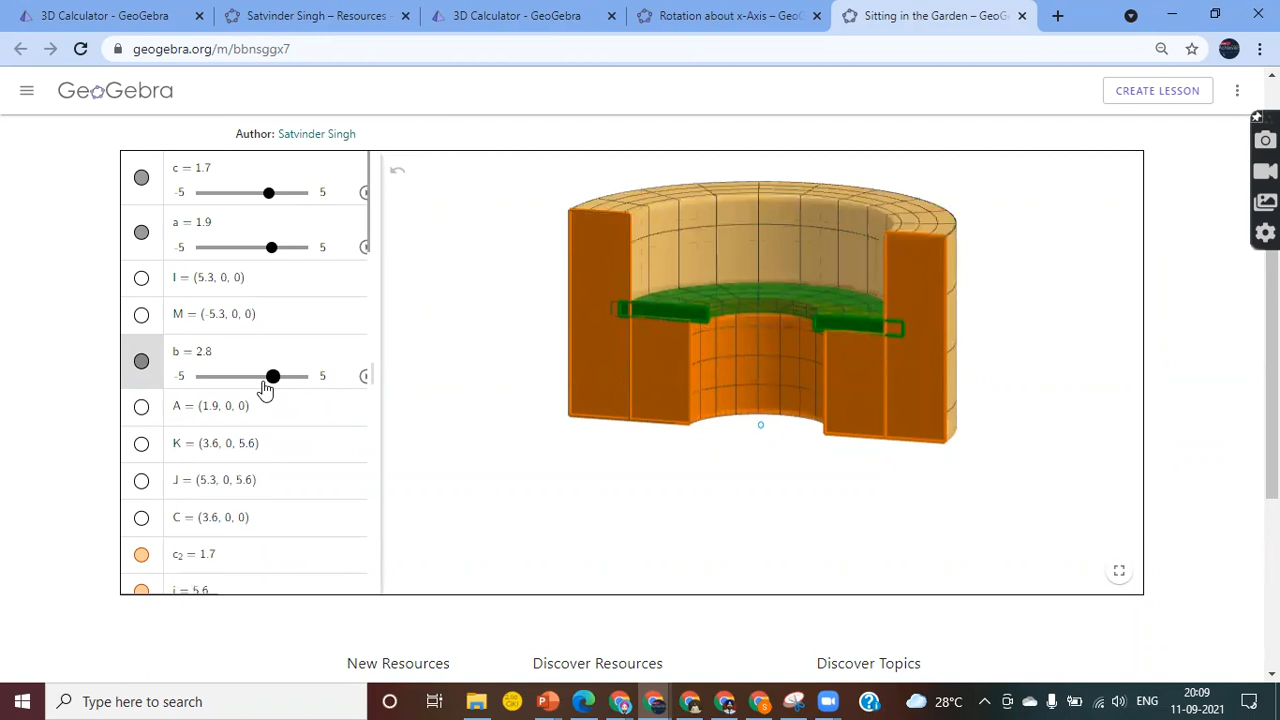 3D Calculator - GeoGebra
Satvinder Singh – Resources -
3D Calculator - GeoGebra
Rotation about x-Axis – GeoG
Sitting in the Garden – GeoG
geogebra.org/m/bbnsggx7
GeoGebra
CREATE LESSON
Author: Satvinder Singh
c = 1.7
-5 5
a = 1.9
-5 5
I = (5.3, 0, 0)
M = (-5.3, 0, 0)
b = 2.8
-5 5
A = (1.9, 0, 0)
K = (3.6, 0, 5.6)
J = (5.3, 0, 5.6)
C = (3.6, 0, 0)
c₂ = 1.7
i = 5.6
New Resources
Discover Resources
Discover Topics
Type here to search
28°C
ENG
20:09
11-09-2021